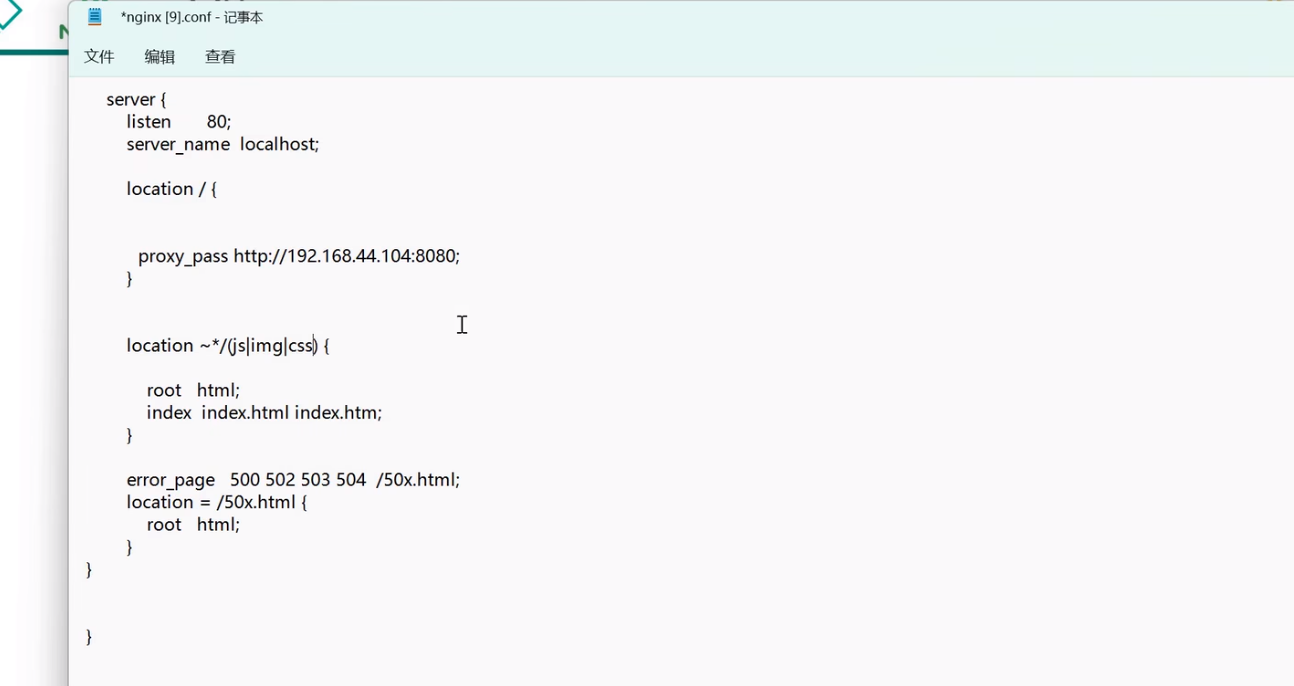 *nginx [9].conf - 记事本
文件 编辑 查看
server {
listen 80;
server_name localhost;
location / {
proxy_pass http://192.168.44.104:8080;
}
location ~*/(js|img|css) {
root html;
index index.html index.htm;
}
error_page 500 502 503 504 /50x.html;
location = /50x.html {
root html;
}
}
}